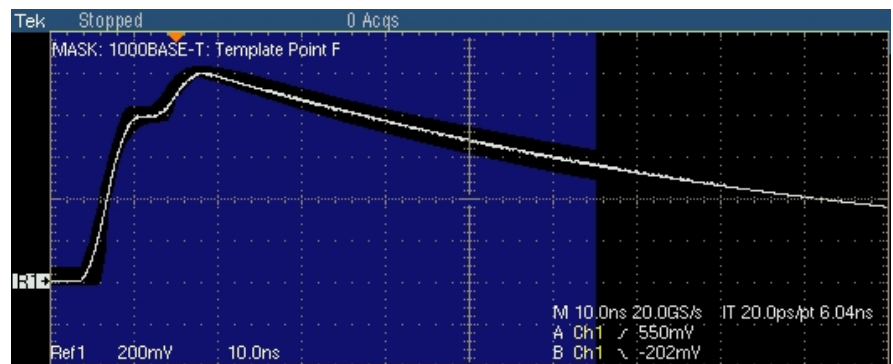 Tek Stopped 0 Acqs
MASK: 1000BASE-T: Template Point F
R1
M 10.0ns 20.0GS/s IT 20.0ps/pt 6.04ns
A Ch1 550mV
B Ch1 -202mV
Ref1 200mV 10.0ns